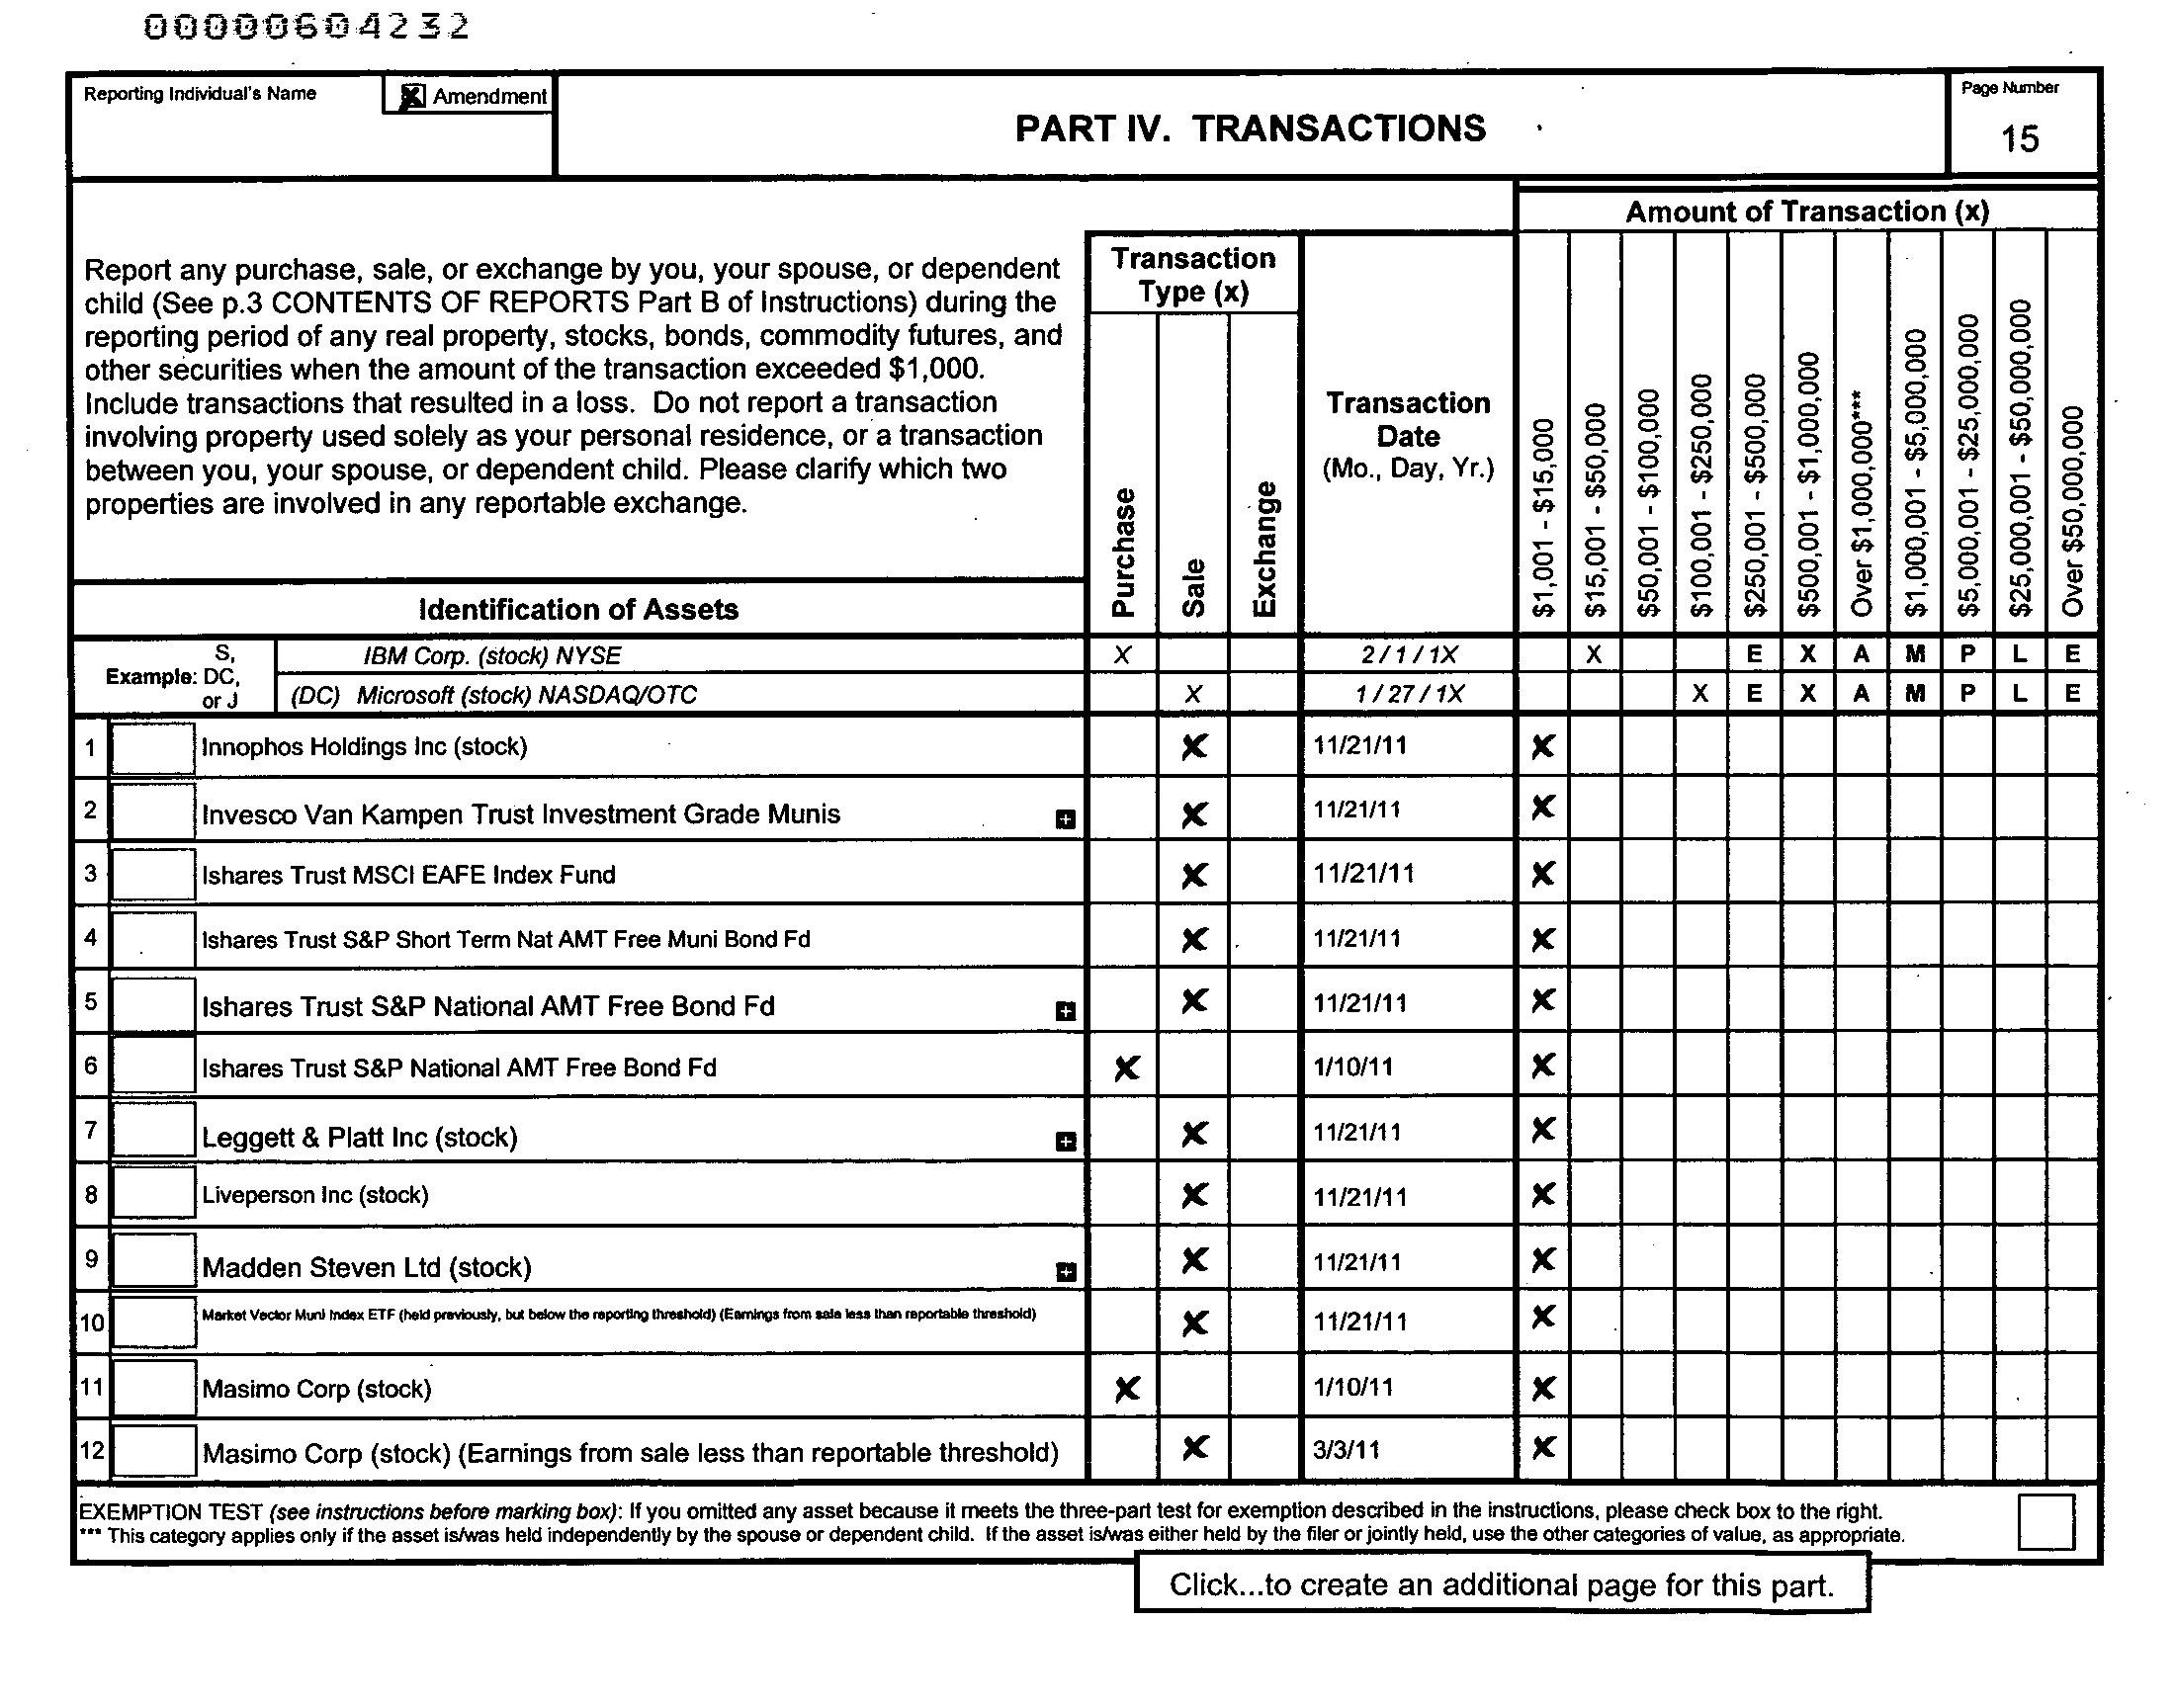 00000604232
Reporting Individual's Name
X Amendment
PART IV. TRANSACTIONS
Page Number
15
Amount of Transaction (x)
Report any purchase, sale, or exchange by you, your spouse, or dependent
child (See p.3 CONTENTS OF REPORTS Part B of Instructions) during the
reporting period of any real property, stocks, bonds, commodity futures, and
other securities when the amount of the transaction exceeded $1,000.
Include transactions that resulted in a loss. Do not report a transaction
involving property used solely as your personal residence, or a transaction
between you, your spouse, or dependent child. Please clarify which two
properties are involved in any reportable exchange.
Transaction
Type (x)
Purchase
Sale
Exchange
Transaction
Date
(Mo., Day, Yr.)
$1,001 - $15,000
$15,001 - $50,000
$50,001 - $100,000
$100,001 - $250,000
$250,001 - $500,000
$500,001 - $1,000,000
Over $1,000,000***
$1,000,001 - $5,000,000
$5,000,001 - $25,000,000
$25,000,001 - $50,000,000
Over $50,000,000
Identification of Assets
Example:
S,
DC,
or J
IBM Corp. (stock) NYSE X 2/1/1X X E X A M P L E
(DC) Microsoft (stock) NASDAQ/OTC X 1/27/1X X E X A M P L E
1 Innophos Holdings Inc (stock) X 11/21/11 X
2 Invesco Van Kampen Trust Investment Grade Munis + X 11/21/11 X
3 Ishares Trust MSCI EAFE Index Fund X 11/21/11 X
4 Ishares Trust S&P Short Term Nat AMT Free Muni Bond Fd X 11/21/11 X
5 Ishares Trust S&P National AMT Free Bond Fd + X 11/21/11 X
6 Ishares Trust S&P National AMT Free Bond Fd X 1/10/11 X
7 Leggett & Platt Inc (stock) + X 11/21/11 X
8 Liveperson Inc (stock) X 11/21/11 X
9 Madden Steven Ltd (stock) + X 11/21/11 X
10 Market Vector Muni Index ETF (held previously, but below the reporting threshold) (Earnings from sale less than reportable threshold) X 11/21/11 X
11 Masimo Corp (stock) X 1/10/11 X
12 Masimo Corp (stock) (Earnings from sale less than reportable threshold) X 3/3/11 X
EXEMPTION TEST (see instructions before marking box): If you omitted any asset because it meets the three-part test for exemption described in the instructions, please check box to the right.
*** This category applies only if the asset is/was held independently by the spouse or dependent child. If the asset is/was either held by the filer or jointly held, use the other categories of value, as appropriate.
Click...to create an additional page for this part.